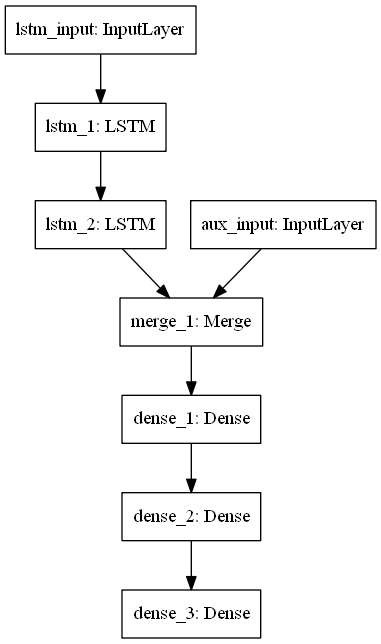 lstm_input: InputLayer
lstm_1: LSTM
lstm_2: LSTM
aux_input: InputLayer
merge_1: Merge
dense_1: Dense
dense_2: Dense
dense_3: Dense